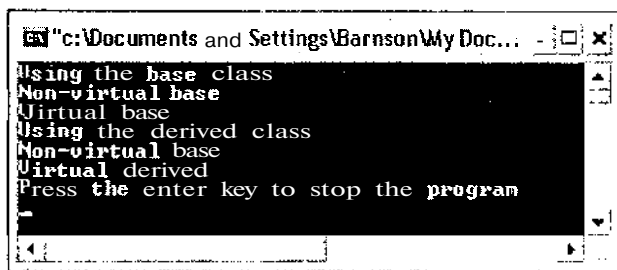 "c:\Documents and Settings\Barnson\My Doc...
Using the base class
Non-virtual base
Virtual base
Using the derived class
Non-virtual base
Virtual derived
Press the enter key to stop the program